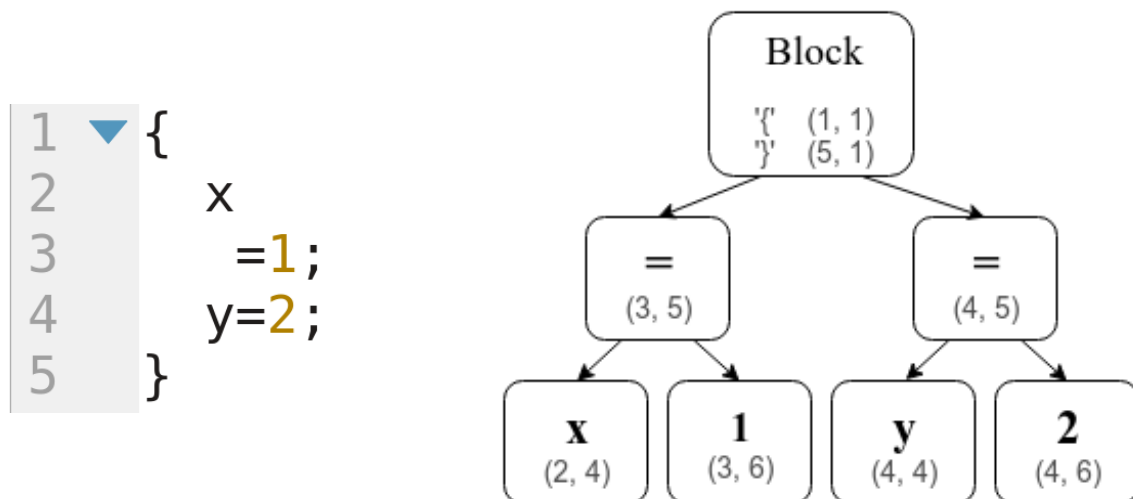 1 {
2 x
3 =1;
4 y=2;
5 }
Block
'{' (1, 1)
'}' (5, 1)
=
(3, 5)
=
(4, 5)
x
(2, 4)
1
(3, 6)
y
(4, 4)
2
(4, 6)